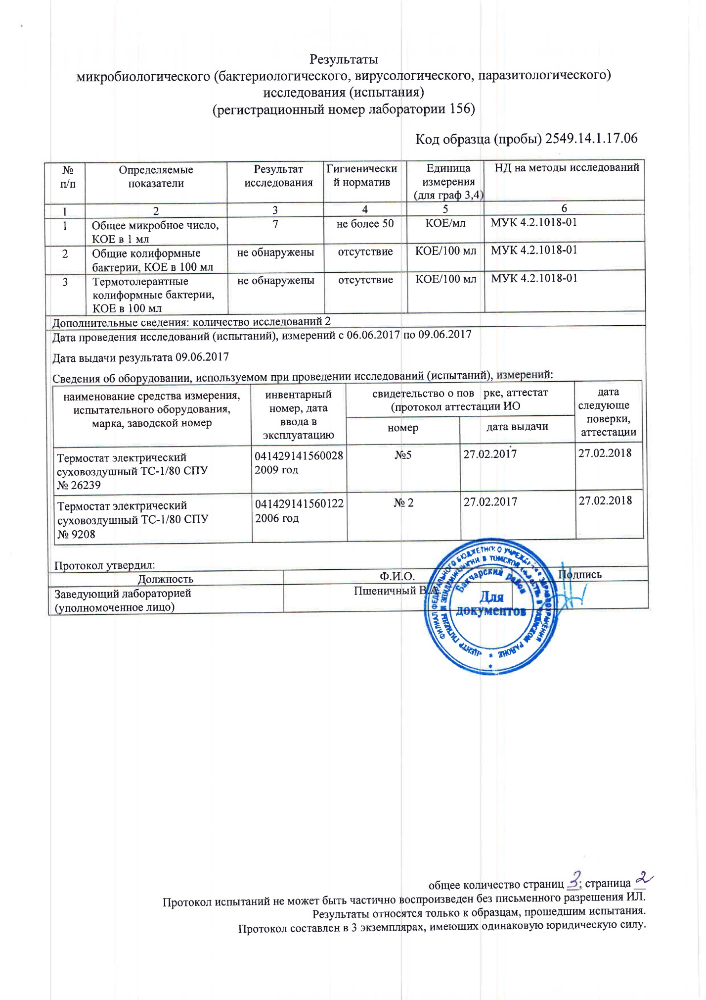 Результаты
микробиологического (бактериологического, вирусологического, паразитологического)
исследования (испытания)
(регистрационный номер лаборатории 156)
Код образца (пробы) 2549.14.1.17.06
№ п/п
Определяемые показатели
Результат исследования
Гигиенически й норматив
Единица измерения (для граф 3,4)
НД на методы исследований
1 2 3 4 5 6
1 Общее микробное число, 7 не более 50 КОЕ/мл МУК 4.2.1018-01
КОЕ в 1 мл
2 Общие колиформные не обнаружены отсутствие КОЕ/100 мл МУК 4.2.1018-01
бактерии, КОЕ в 100 мл
3 Термотолерантные не обнаружены отсутствие КОЕ/100 мл МУК 4.2.1018-01
колиформные бактерии,
КОЕ в 100 мл
Дополнительные сведения: количество исследований 2
Дата проведения исследований (испытаний), измерений с 06.06.2017 по 09.06.2017
Дата выдачи результата 09.06.2017
Сведения об оборудовании, используемом при проведении исследований (испытаний), измерений:
наименование средства измерения,
испытательного оборудования,
марка, заводской номер
инвентарный
номер, дата
ввода в
эксплуатацию
свидетельство о пов рке, аттестат
(протокол аттестации ИО
номер
дата выдачи
дата
следующе
поверки,
аттестации
Термостат электрический 041429141560028 №5 27.02.2017 27.02.2018
суховоздушный ТС-1/80 СПУ 2009 год
№ 26239
Термостат электрический 041429141560122 № 2 27.02.2017 27.02.2018
суховоздушный ТС-1/80 СПУ 2006 год
№ 9208
Протокол утвердил:
Должность Ф.И.О. Подпись
Заведующий лабораторией Пшеничный В.А.
(уполномоченное лицо)
ФИЛИАЛ ФЕДЕРАЛЬНОГО БЮДЖЕТНОГО УЧРЕЖДЕНИЯ ЗДРАВООХРАНЕНИЯ
ЦЕНТР ГИГИЕНЫ И ЭПИДЕМИОЛОГИИ В ТОМСКОЙ ОБЛАСТИ В РАЙОНЕ
Бакчарский район
Для
документов
общее количество страниц 3; страница 2
Протокол испытаний не может быть частично воспроизведен без письменного разрешения ИЛ.
Результаты относятся только к образцам, прошедшим испытания.
Протокол составлен в 3 экземплярах, имеющих одинаковую юридическую силу.